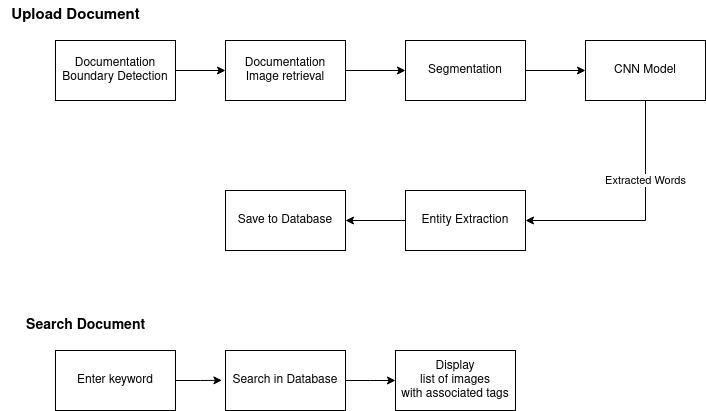 Upload Document
Documentation
Boundary Detection
Documentation
Image retrieval
Segmentation
CNN Model
Extracted Words
Save to Database
Entity Extraction
Search Document
Enter keyword
Search in Database
Display
list of images
with associated tags